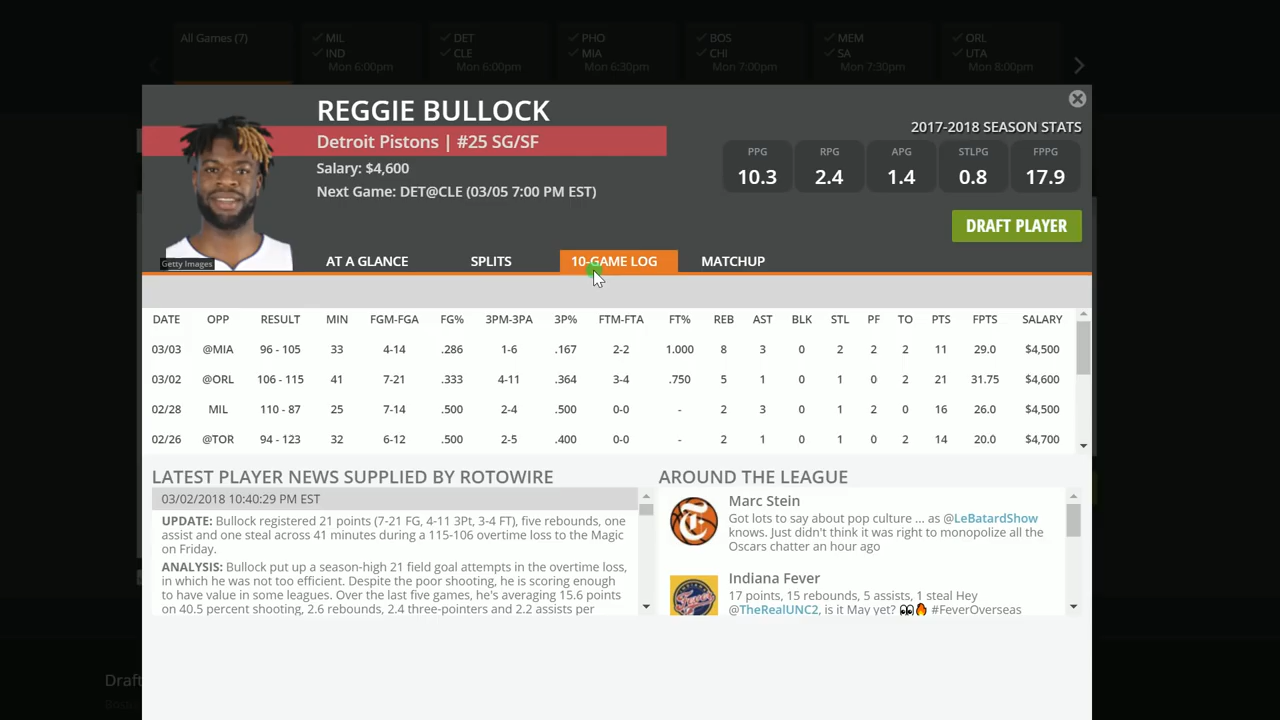 All Games (7)
MIL
IND
Mon 6:00pm
DET
CLE
Mon 6:00pm
PHO
MIA
Mon 6:30pm
BOS
CHI
Mon 7:00pm
MEM
SA
Mon 7:30pm
ORL
UTA
Mon 8:00pm
REGGIE BULLOCK
Detroit Pistons | #25 SG/SF
Salary: $4,600
Next Game: DET@CLE (03/05 7:00 PM EST)
Getty Images
2017-2018 SEASON STATS
PPG RPG APG STLPG FPPG
10.3 2.4 1.4 0.8 17.9
DRAFT PLAYER
AT A GLANCE SPLITS 10-GAME LOG MATCHUP
DATE OPP RESULT MIN FGM-FGA FG% 3PM-3PA 3P% FTM-FTA FT% REB AST BLK STL PF TO PTS FPTS SALARY
03/03 @MIA 96 - 105 33 4-14 .286 1-6 .167 2-2 1.000 8 3 0 2 2 2 11 29.0 $4,500
03/02 @ORL 106 - 115 41 7-21 .333 4-11 .364 3-4 .750 5 1 0 1 0 2 21 31.75 $4,600
02/28 MIL 110 - 87 25 7-14 .500 2-4 .500 0-0 - 2 3 0 1 2 0 16 26.0 $4,500
02/26 @TOR 94 - 123 32 6-12 .500 2-5 .400 0-0 - 2 1 0 1 0 2 14 20.0 $4,700
LATEST PLAYER NEWS SUPPLIED BY ROTOWIRE
03/02/2018 10:40:29 PM EST
UPDATE: Bullock registered 21 points (7-21 FG, 4-11 3Pt, 3-4 FT), five rebounds, one
assist and one steal across 41 minutes during a 115-106 overtime loss to the Magic
on Friday.
ANALYSIS: Bullock put up a season-high 21 field goal attempts in the overtime loss,
in which he was not too efficient. Despite the poor shooting, he is scoring enough
to have value in some leagues. Over the last five games, he's averaging 15.6 points
on 40.5 percent shooting, 2.6 rebounds, 2.4 three-pointers and 2.2 assists per
AROUND THE LEAGUE
Marc Stein
Got lots to say about pop culture ... as @LeBatardShow
knows. Just didn't think it was right to monopolize all the
Oscars chatter an hour ago
Indiana Fever
17 points, 15 rebounds, 5 assists, 1 steal Hey
@TheRealUNC2, is it May yet? 👀🔥 #FeverOverseas
Draft